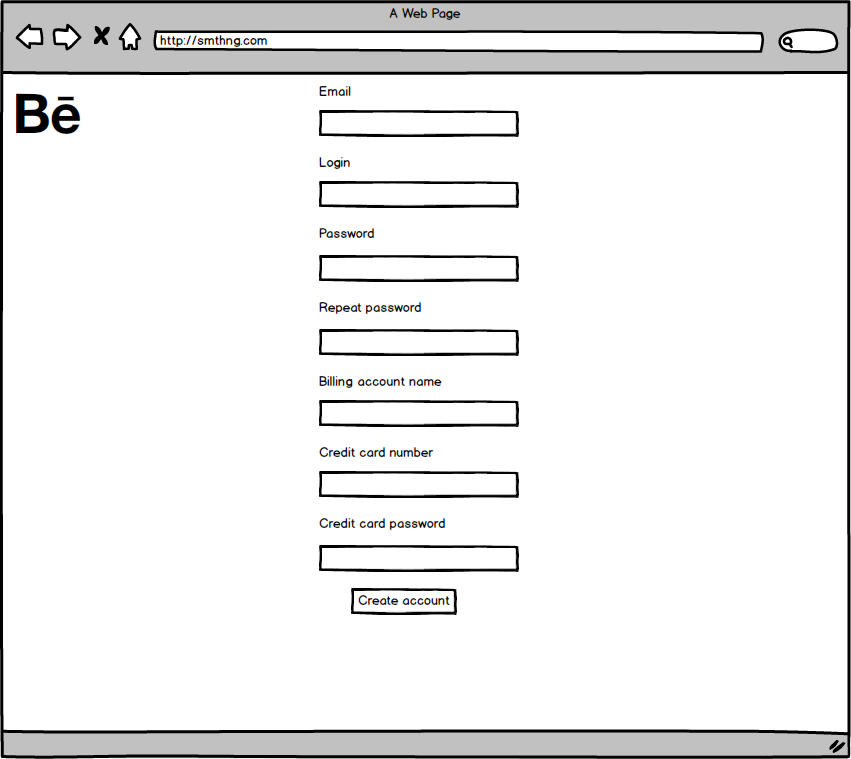 A Web Page
http://smthng.com
Bē
Email
Login
Password
Repeat password
Billing account name
Credit card number
Credit card password
Create account